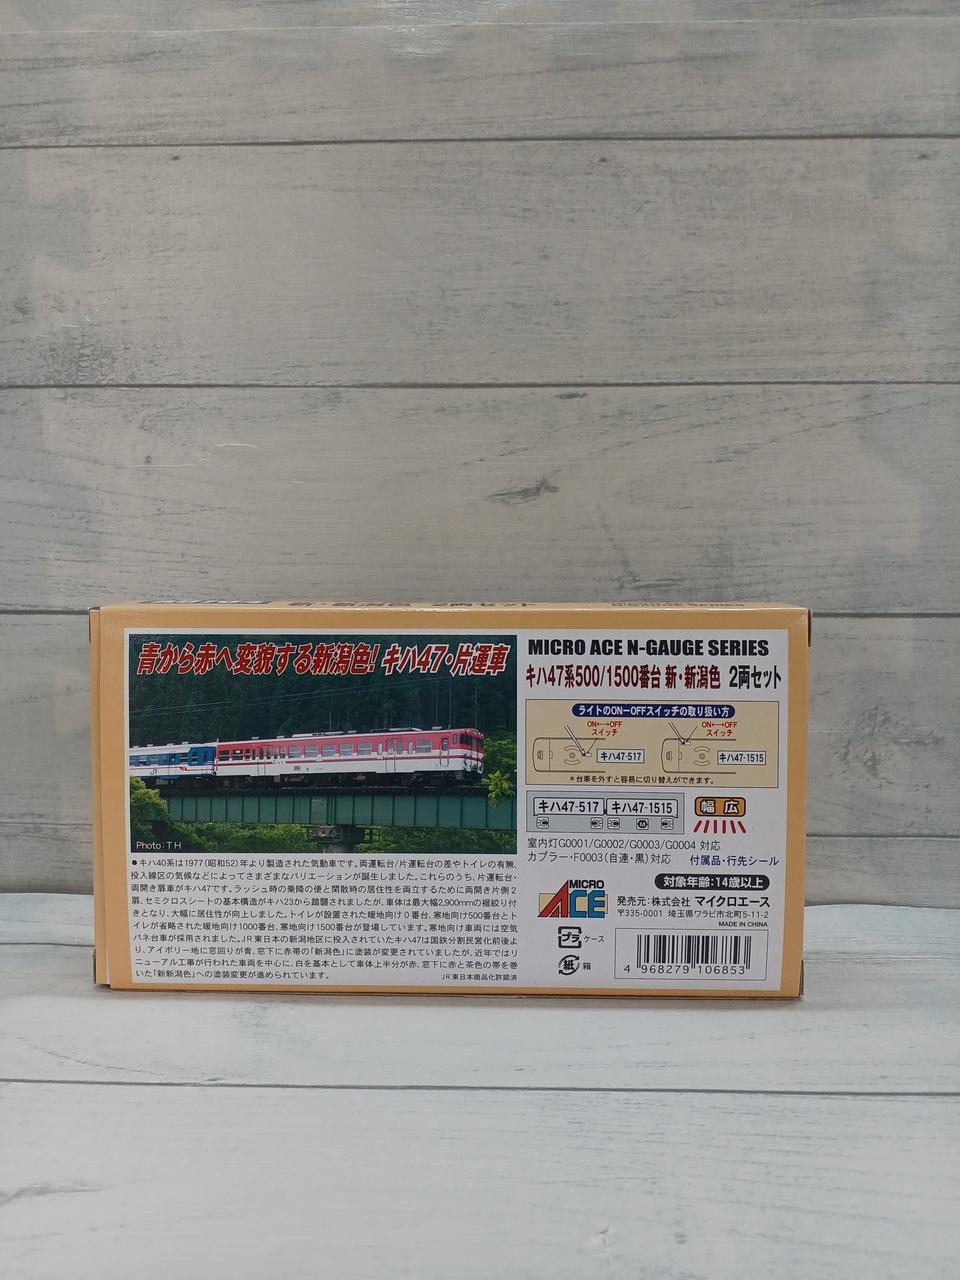 青から赤へ変貌する新潟色!キハ47・片運車
Photo:TH
●キハ40系は1977(昭和52)年より製造された気動車です。両運転台/片運転台の差やトイレの有無、
投入線区の気候などによってさまざまなバリエーションが誕生しました。これらのうち、片運転台・
両開き扉車がキハ47です。ラッシュ時の乗降の便と閑散時の居住性を両立するために両開き片側2
扉、セミクロスシートの基本構造がキハ23から踏襲されましたが、車体は最大幅2,900mmの裾絞り付
きとなり、大幅に居住性が向上しました。トイレが設置された暖地向け0番台、寒地向け500番台とト
イレが省略された暖地向け1000番台、寒地向け1500番台が登場しています。寒地向け車両には空気
バネ台車が採用されました。JR東日本の新潟地区に投入されていたキハ47は国鉄分割民営化前後よ
り、アイボリー地に窓回りが青、窓下に赤帯の「新潟色」に塗装が変更されていましたが、近年ではリ
ニューアル工事が行われた車両を中心に、白を基本として車体上半分が赤、窓下に赤と茶色の帯を巻
いた「新新潟色」への塗装変更が進められています。
JR東日本商品化許諾済
MICRO ACE N-GAUGE SERIES
キハ47系500/1500番台 新・新潟色 2両セット
ライトのON-OFFスイッチの取り扱い方
ON←→OFF
スイッチ
キハ47-517
ON←→OFF
スイッチ
キハ47-1515
*台車を外すと容易に切り替えができます。
キハ47-517
キハ47-1515
M
幅広
室内灯G0001/G0002/G0003/G0004 対応
カプラー・F0003(自連・黒)対応
付属品・行先シール
MICRO
ACE
対象年齢:14歳以上
発売元:株式会社 マイクロエース
〒335-0001 埼玉県ワラビ市北町5-11-2
MADE IN CHINA
プラ
ケース
紙
箱
4 968279 106853